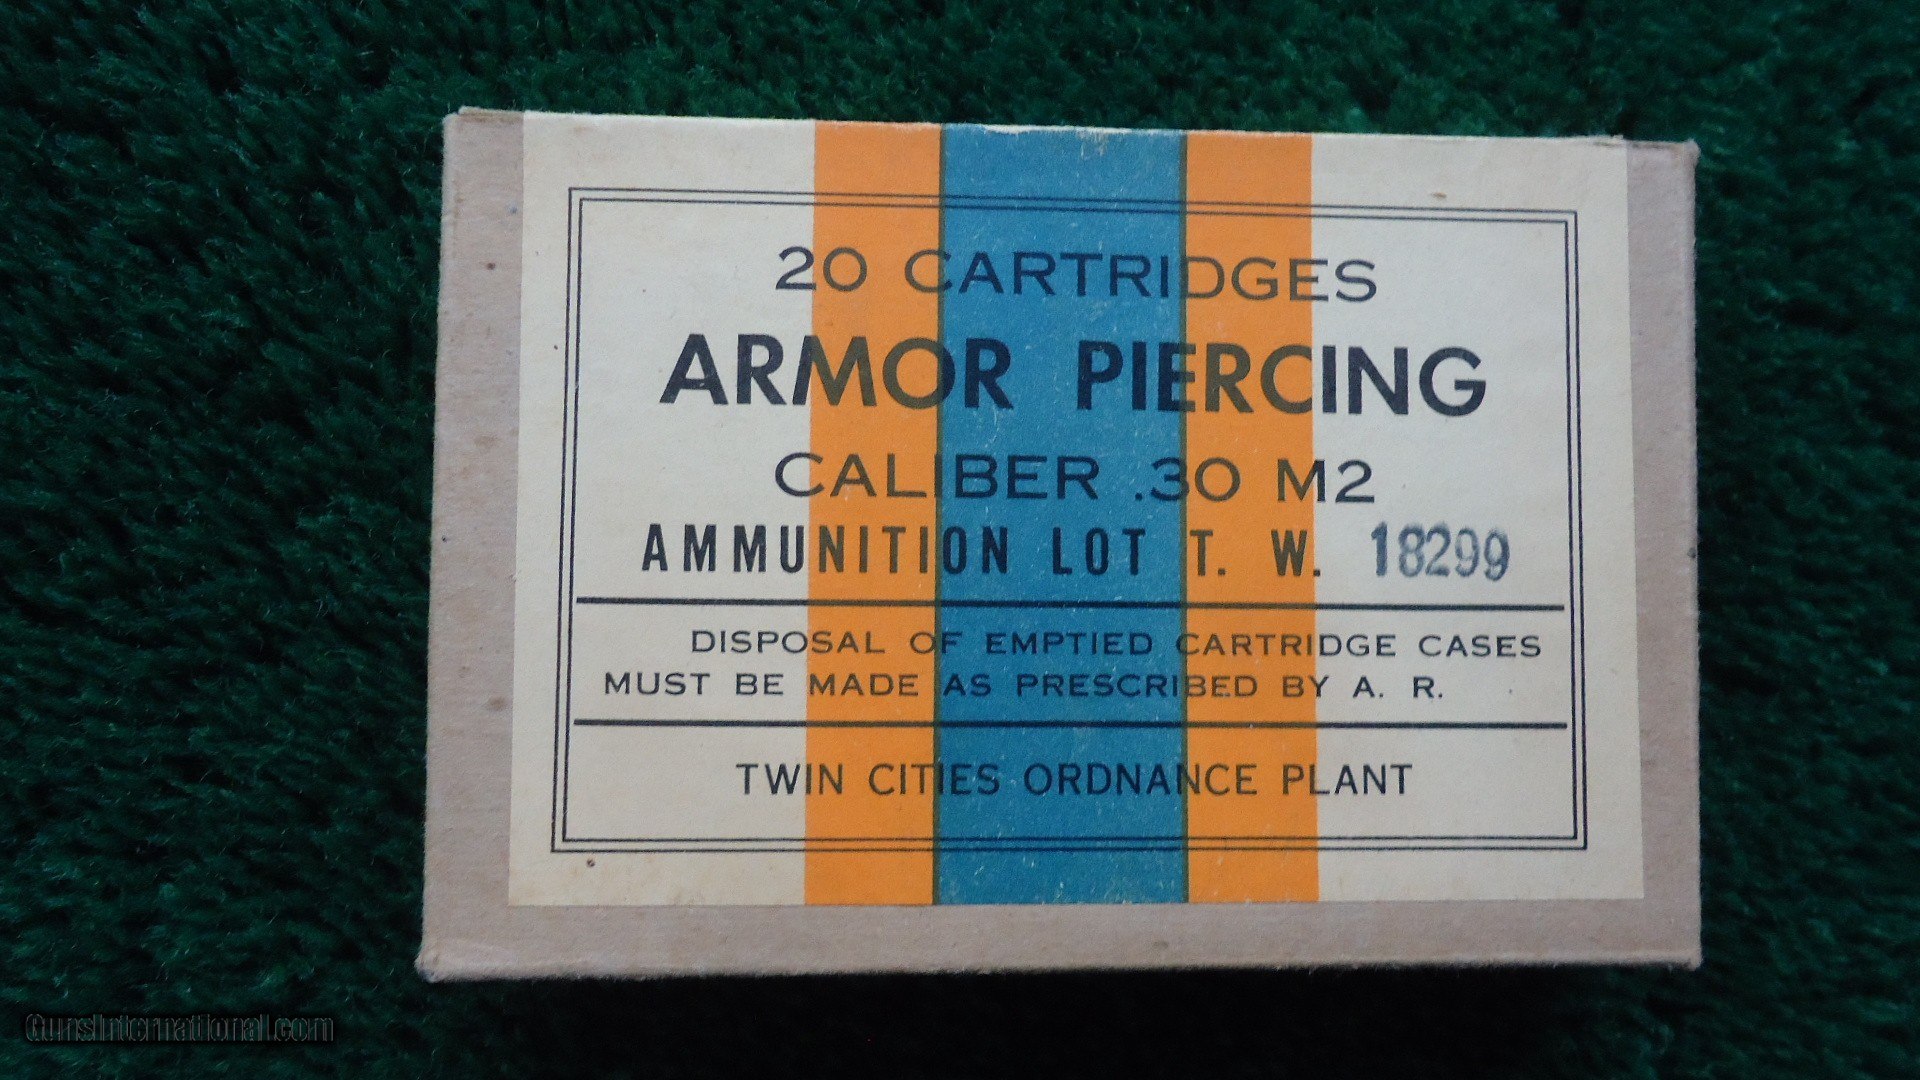 20 CARTRIDGES
ARMOR PIERCING
CALIBER .30 M2
AMMUNITION LOT T. W. 18299
DISPOSAL OF EMPTIED CARTRIDGE CASES
MUST BE MADE AS PRESCRIBED BY A. R.
TWIN CITIES ORDNANCE PLANT
GunsInternational.com